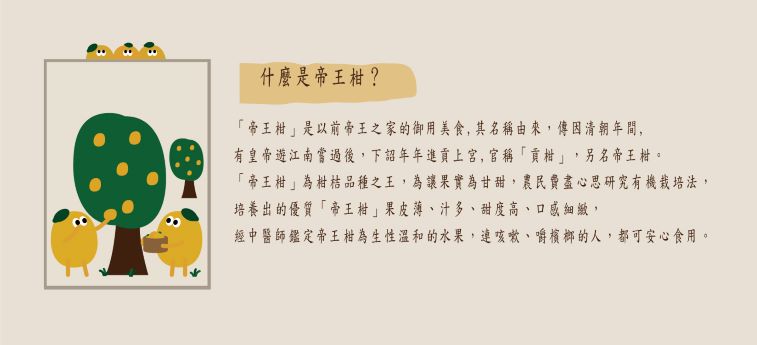 什麼是帝王柑？
「帝王柑」是以前帝王之家的御用美食,其名稱由來，傳因清朝年間,
有皇帝遊江南嘗過後，下詔年年進貢上宮,官稱「貢柑」，另名帝王柑。
「帝王柑」為柑桔品種之王，為讓果實為甘甜，農民費盡心思研究有機栽培法，
培養出的優質「帝王柑」果皮薄、汁多、甜度高、口感細緻，
經中醫師鑑定帝王柑為生性溫和的水果，連咳嗽、嚼檳榔的人，都可安心食用。